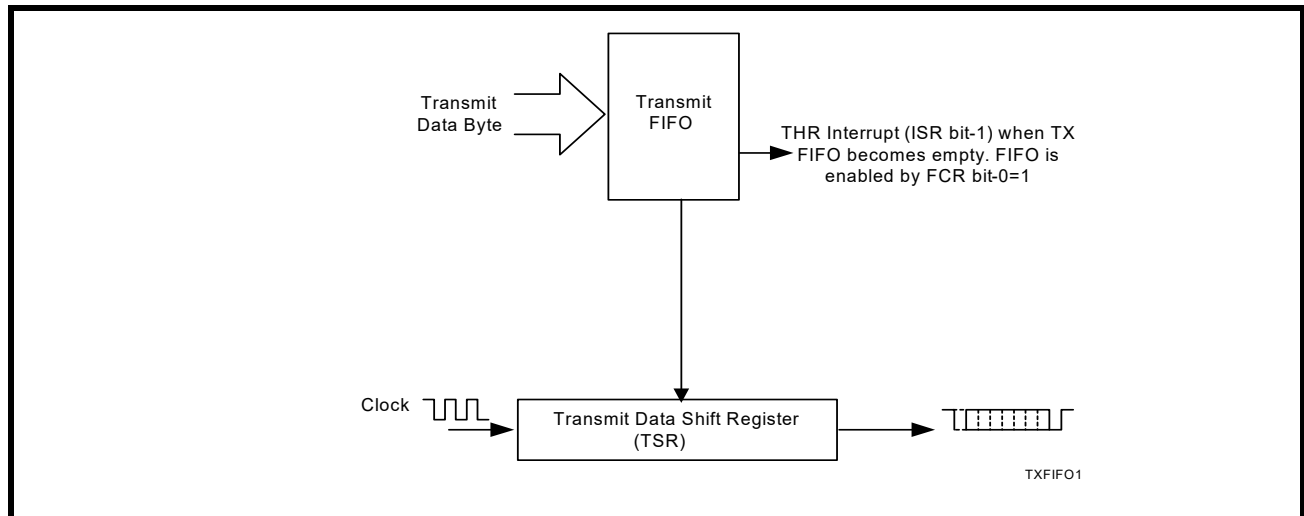 Transmit
Data Byte
Transmit
FIFO
THR Interrupt (ISR bit-1) when TX
FIFO becomes empty. FIFO is
enabled by FCR bit-0=1
Clock
Transmit Data Shift Register
(TSR)
TXFIFO1